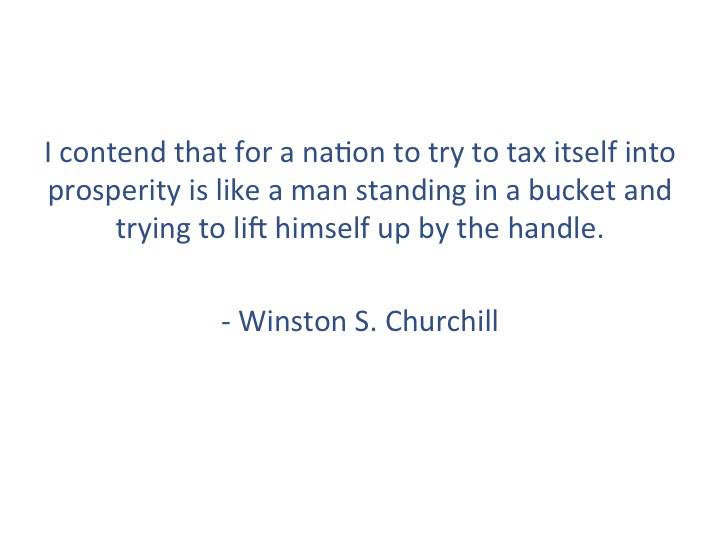 I contend that for a nation to try to tax itself into
prosperity is like a man standing in a bucket and
trying to lift himself up by the handle.
- Winston S. Churchill